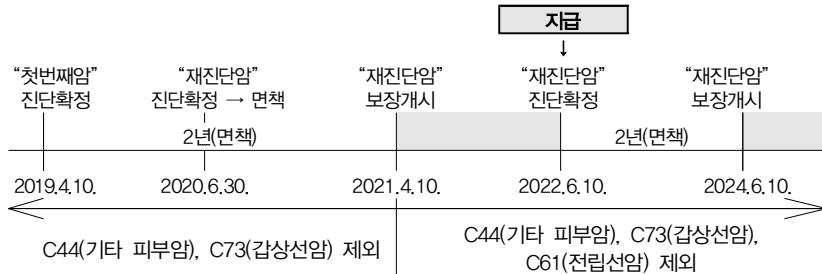 지급
↓
“첫번째암” “재진단암” “재진단암” “재진단암” “재진단암”
진단확정 진단확정 → 면책 보장개시 진단확정 보장개시
2년(면책) 2년(면책)
2019.4.10. 2020.6.30. 2021.4.10. 2022.6.10. 2024.6.10.
C44(기타 피부암), C73(갑상선암) 제외
C44(기타 피부암), C73(갑상선암),
C61(전립선암) 제외